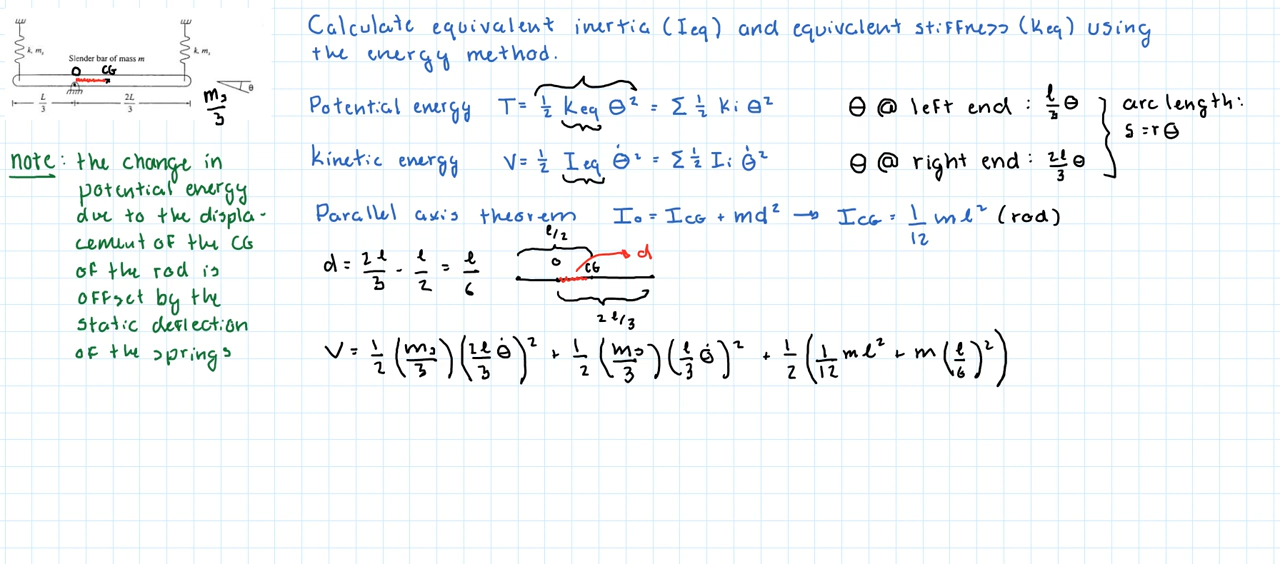 Calculate equivalent inertia (Ieq) and equivalent stiffness (Keq) using
the energy method.
k, m_s
k, m_s
Slender bar of mass m
O CG
θ
L/3 2L/3
m_s/3
Potential energy T = 1/2 Keq θ² = Σ 1/2 Ki θ²
θ @ left end : l/3 θ
arc length:
s = rθ
Kinetic energy V = 1/2 Ieq θ̇² = Σ 1/2 Ii θ̇²
θ @ right end : 2l/3 θ
note: the change in
potential energy
due to the displa-
cement of the CG
of the rod is
offset by the
static deflection
of the springs
Parallel axis theorem Io = ICG + md² → ICG = 1/12 ml² (rod)
d = 2l/3 - l/2 = l/6
l/2
O CG d
2l/3
V = 1/2 (m_s/3)(2l/3 θ̇)² + 1/2 (m_s/3)(l/3 θ̇)² + 1/2 (1/12 ml² + m(l/6)²)